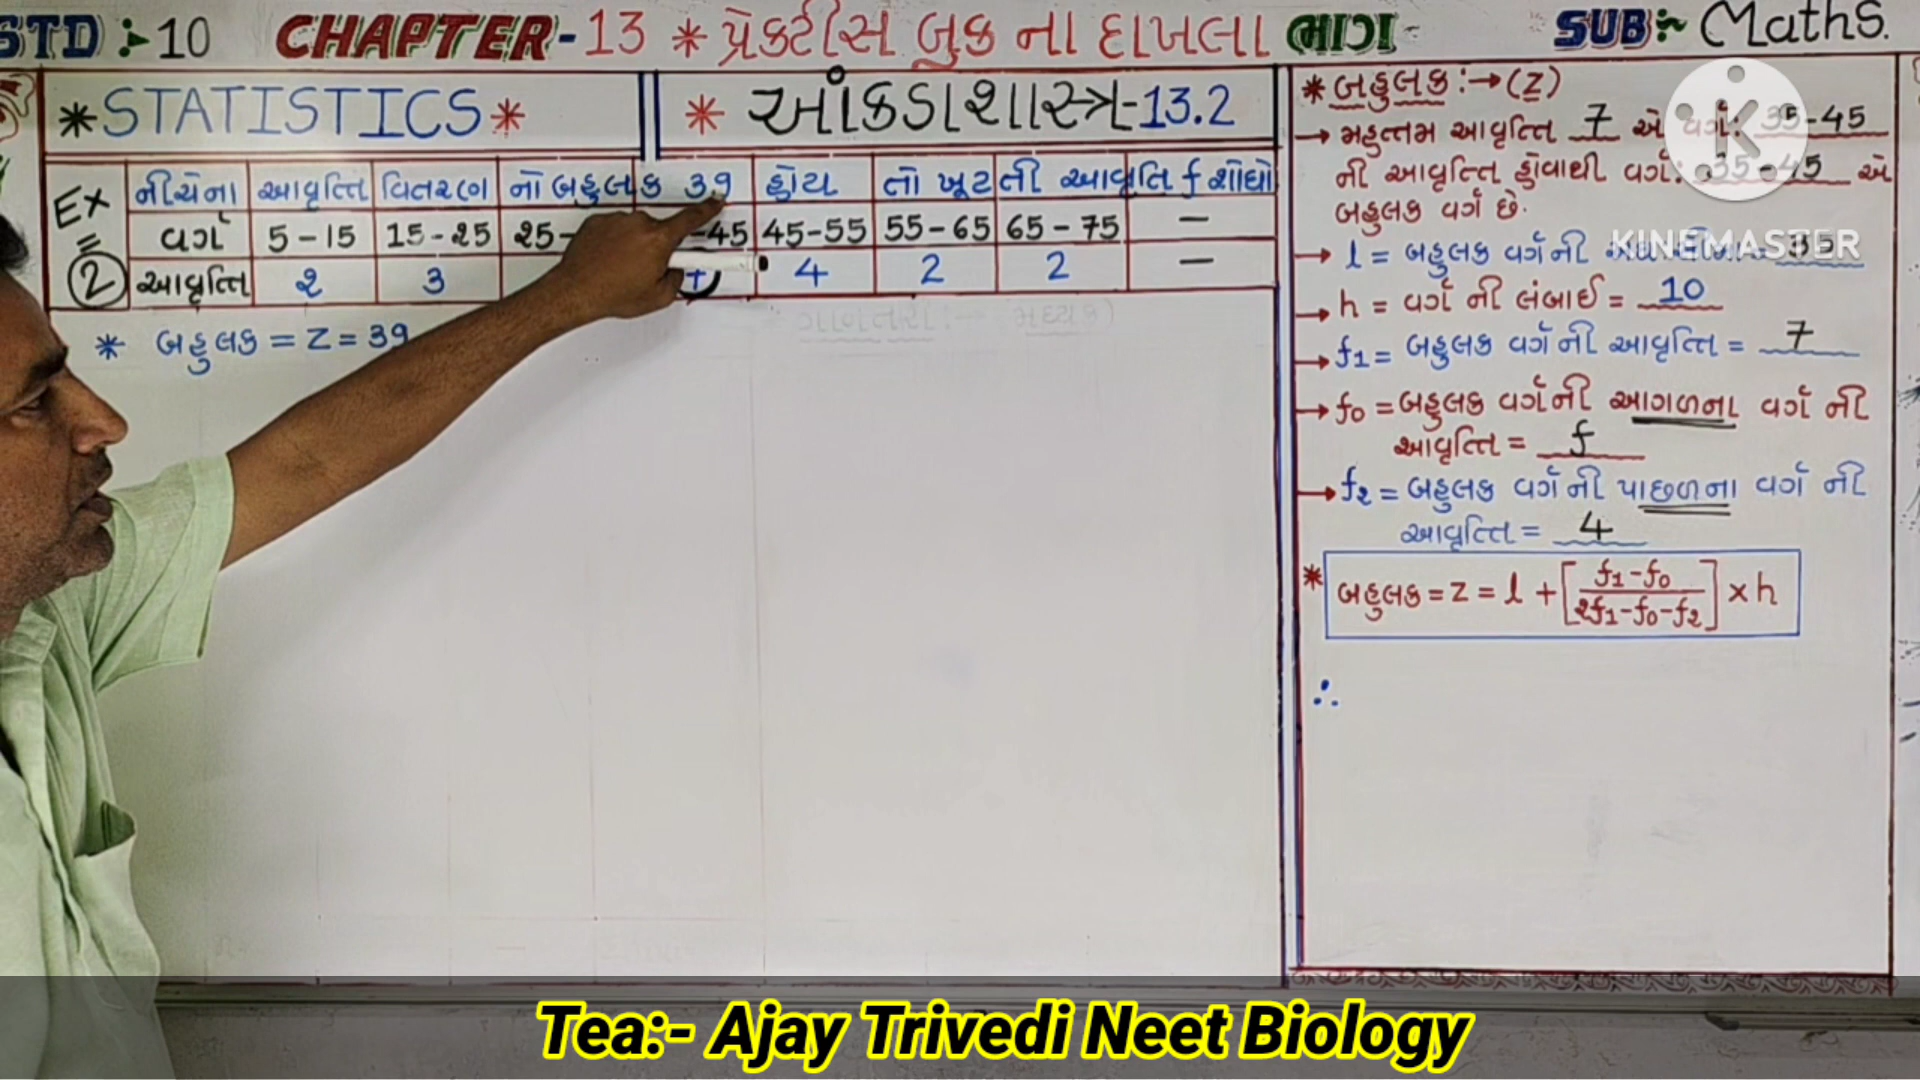 STD :- 10 CHAPTER - 13 * પ્રેક્ટીસ બુક ના દાખલા ભાગ - SUB :- Maths.
* STATISTICS * * આંકડાશાસ્ત્ર-13.2
Ex = 2
નીચેના આવૃત્તિ વિતરણ નો બહુલક 39 હોય તો ખૂટતી આવૃતિ f શોધો
વર્ગ 5-15 15-25 25- -45 45-55 55-65 65-75 —
આવૃત્તિ 2 3 4 2 2 —
* બહુલક = Z = 39
* બહુલક :→ (Z)
→ મહત્તમ આવૃત્તિ 7 એ વર્ગ: 35-45
ની આવૃત્તિ હોવાથી વર્ગ: 35-45 એ
બહુલક વર્ગ છે.
→ l = બહુલક વર્ગ ની 35
→ h = વર્ગ ની લંબાઈ = 10
→ f1 = બહુલક વર્ગ ની આવૃત્તિ = 7
→ f0 = બહુલક વર્ગની આગળના વર્ગ ની
આવૃત્તિ = f
→ f2 = બહુલક વર્ગ ની પાછળના વર્ગ ની
આવૃત્તિ = 4
* બહુલક = Z = l + [f1-f0 / 2f1-f0-f2] × h
∴
KINEMASTER
Tea:- Ajay Trivedi Neet Biology